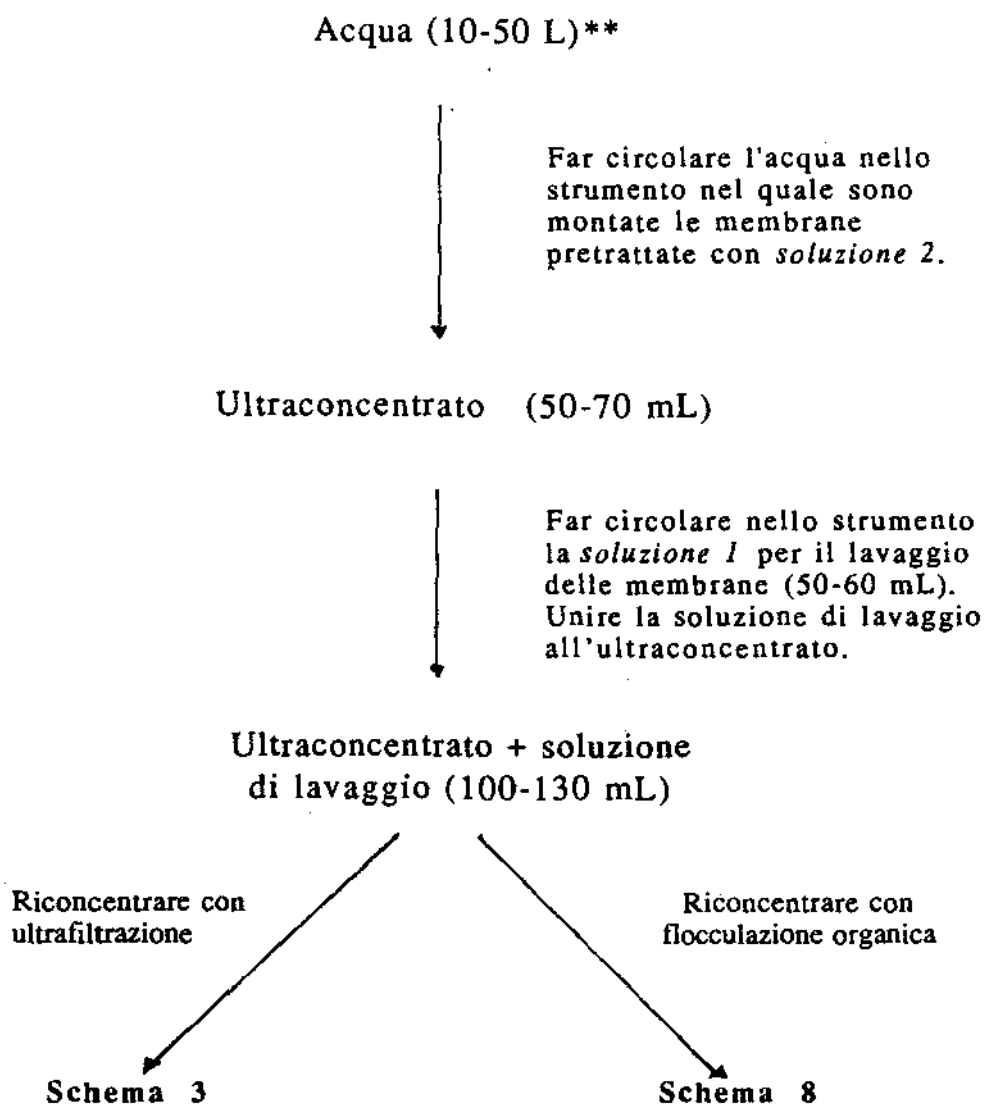 Acqua (10-50 L)**
Far circolare l'acqua nello
strumento nel quale sono
montate le membrane
pretrattate con soluzione 2.
Ultraconcentrato (50-70 mL)
Far circolare nello strumento
la soluzione 1 per il lavaggio
delle membrane (50-60 mL).
Unire la soluzione di lavaggio
all'ultraconcentrato.
Ultraconcentrato + soluzione
di lavaggio (100-130 mL)
Riconcentrare con
ultrafiltrazione
Riconcentrare con
flocculazione organica
Schema 3
Schema 8